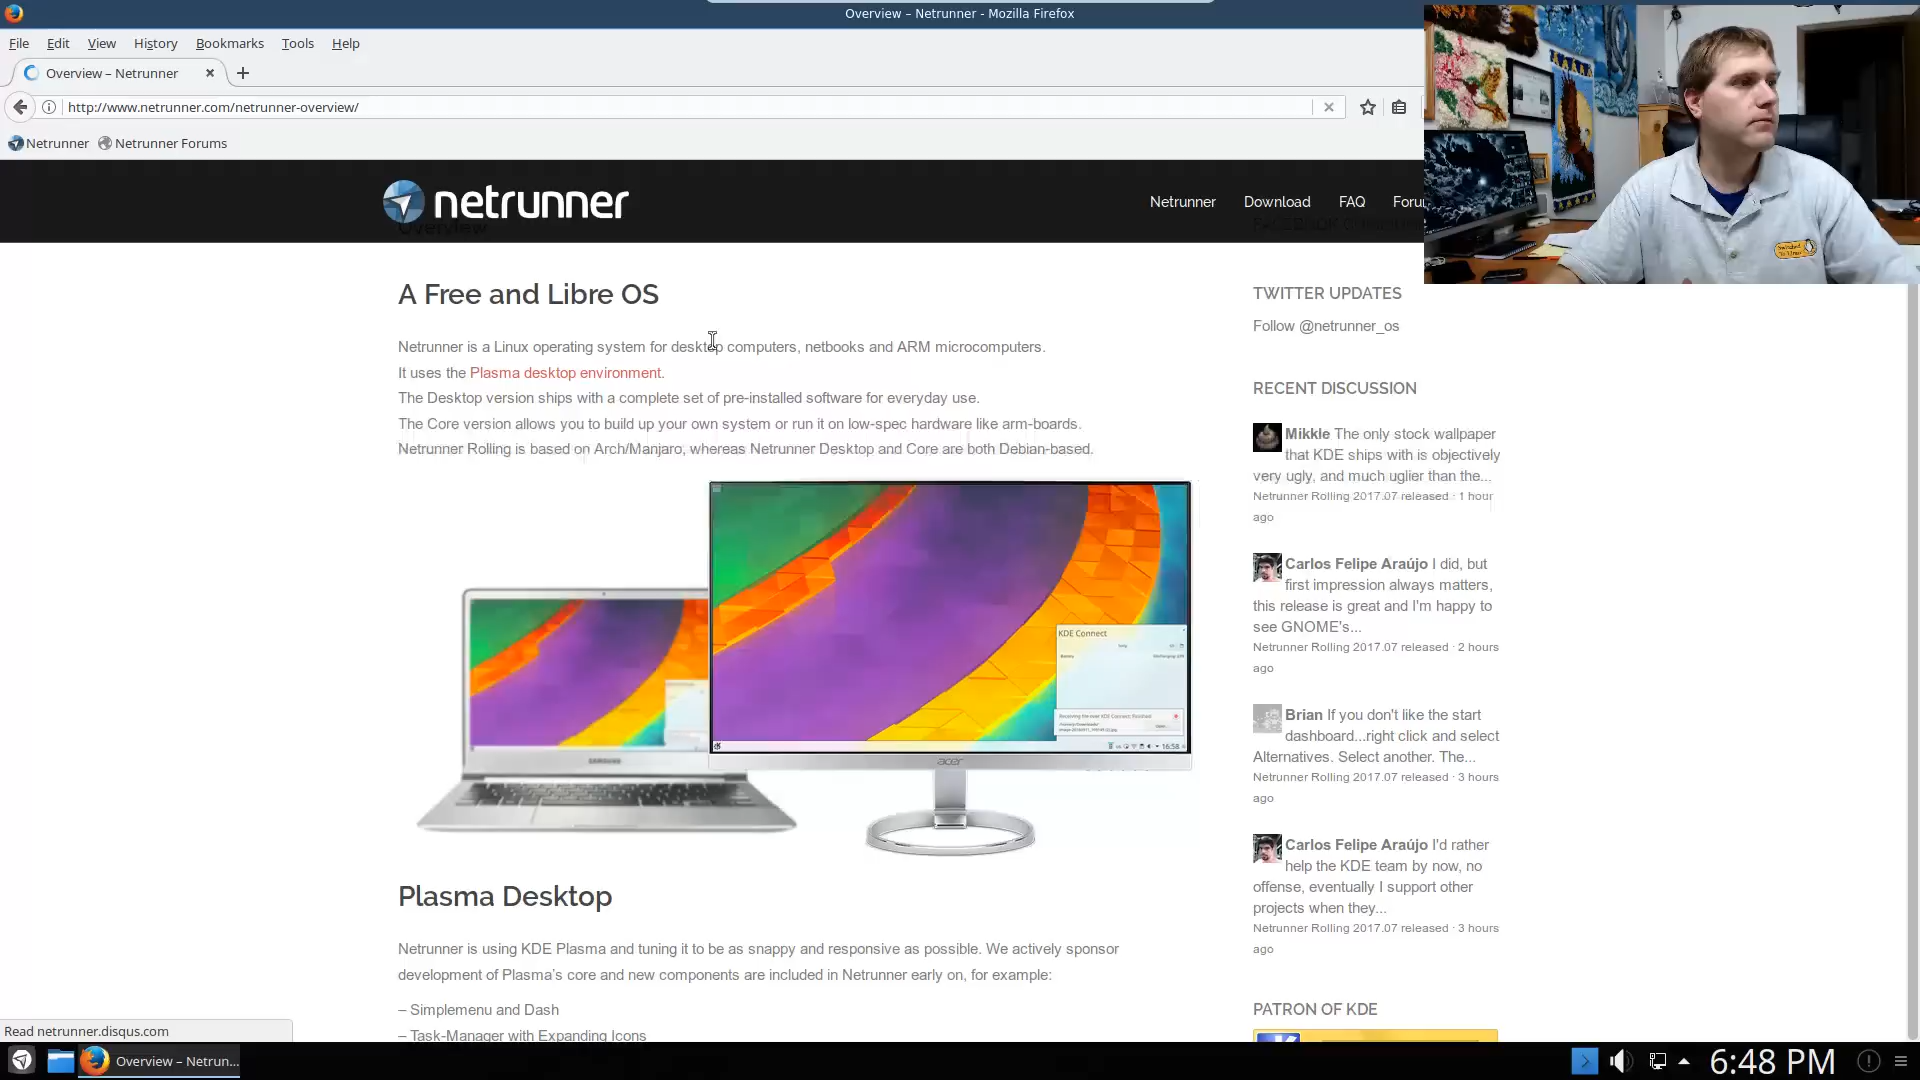 Overview – Netrunner - Mozilla Firefox
File Edit View History Bookmarks Tools Help
Overview – Netrunner
http://www.netrunner.com/netrunner-overview/
Netrunner Netrunner Forums
netrunner
Netrunner Download FAQ
Overview
A Free and Libre OS
Netrunner is a Linux operating system for desktop computers, netbooks and ARM microcomputers.
It uses the Plasma desktop environment.
The Desktop version ships with a complete set of pre-installed software for everyday use.
The Core version allows you to build up your own system or run it on low-spec hardware like arm-boards.
Netrunner Rolling is based on Arch/Manjaro, whereas Netrunner Desktop and Core are both Debian-based.
KDE Connect
16:58
SAMSUNG
acer
Plasma Desktop
Netrunner is using KDE Plasma and tuning it to be as snappy and responsive as possible. We actively sponsor
development of Plasma's core and new components are included in Netrunner early on, for example:
– Simplemenu and Dash
– Task-Manager with Expanding Icons
TWITTER UPDATES
Follow @netrunner_os
RECENT DISCUSSION
Mikkle The only stock wallpaper
that KDE ships with is objectively
very ugly, and much uglier than the...
Netrunner Rolling 2017.07 released · 1 hour
ago
Carlos Felipe Araújo I did, but
first impression always matters,
this release is great and I'm happy to
see GNOME's...
Netrunner Rolling 2017.07 released · 2 hours
ago
Brian If you don't like the start
dashboard...right click and select
Alternatives. Select another. The...
Netrunner Rolling 2017.07 released · 3 hours
ago
Carlos Felipe Araújo I'd rather
help the KDE team by now, no
offense, eventually I support other
projects when they...
Netrunner Rolling 2017.07 released · 3 hours
ago
PATRON OF KDE
Switched
To Linux
Read netrunner.disqus.com
Overview – Netrun...
6:48 PM